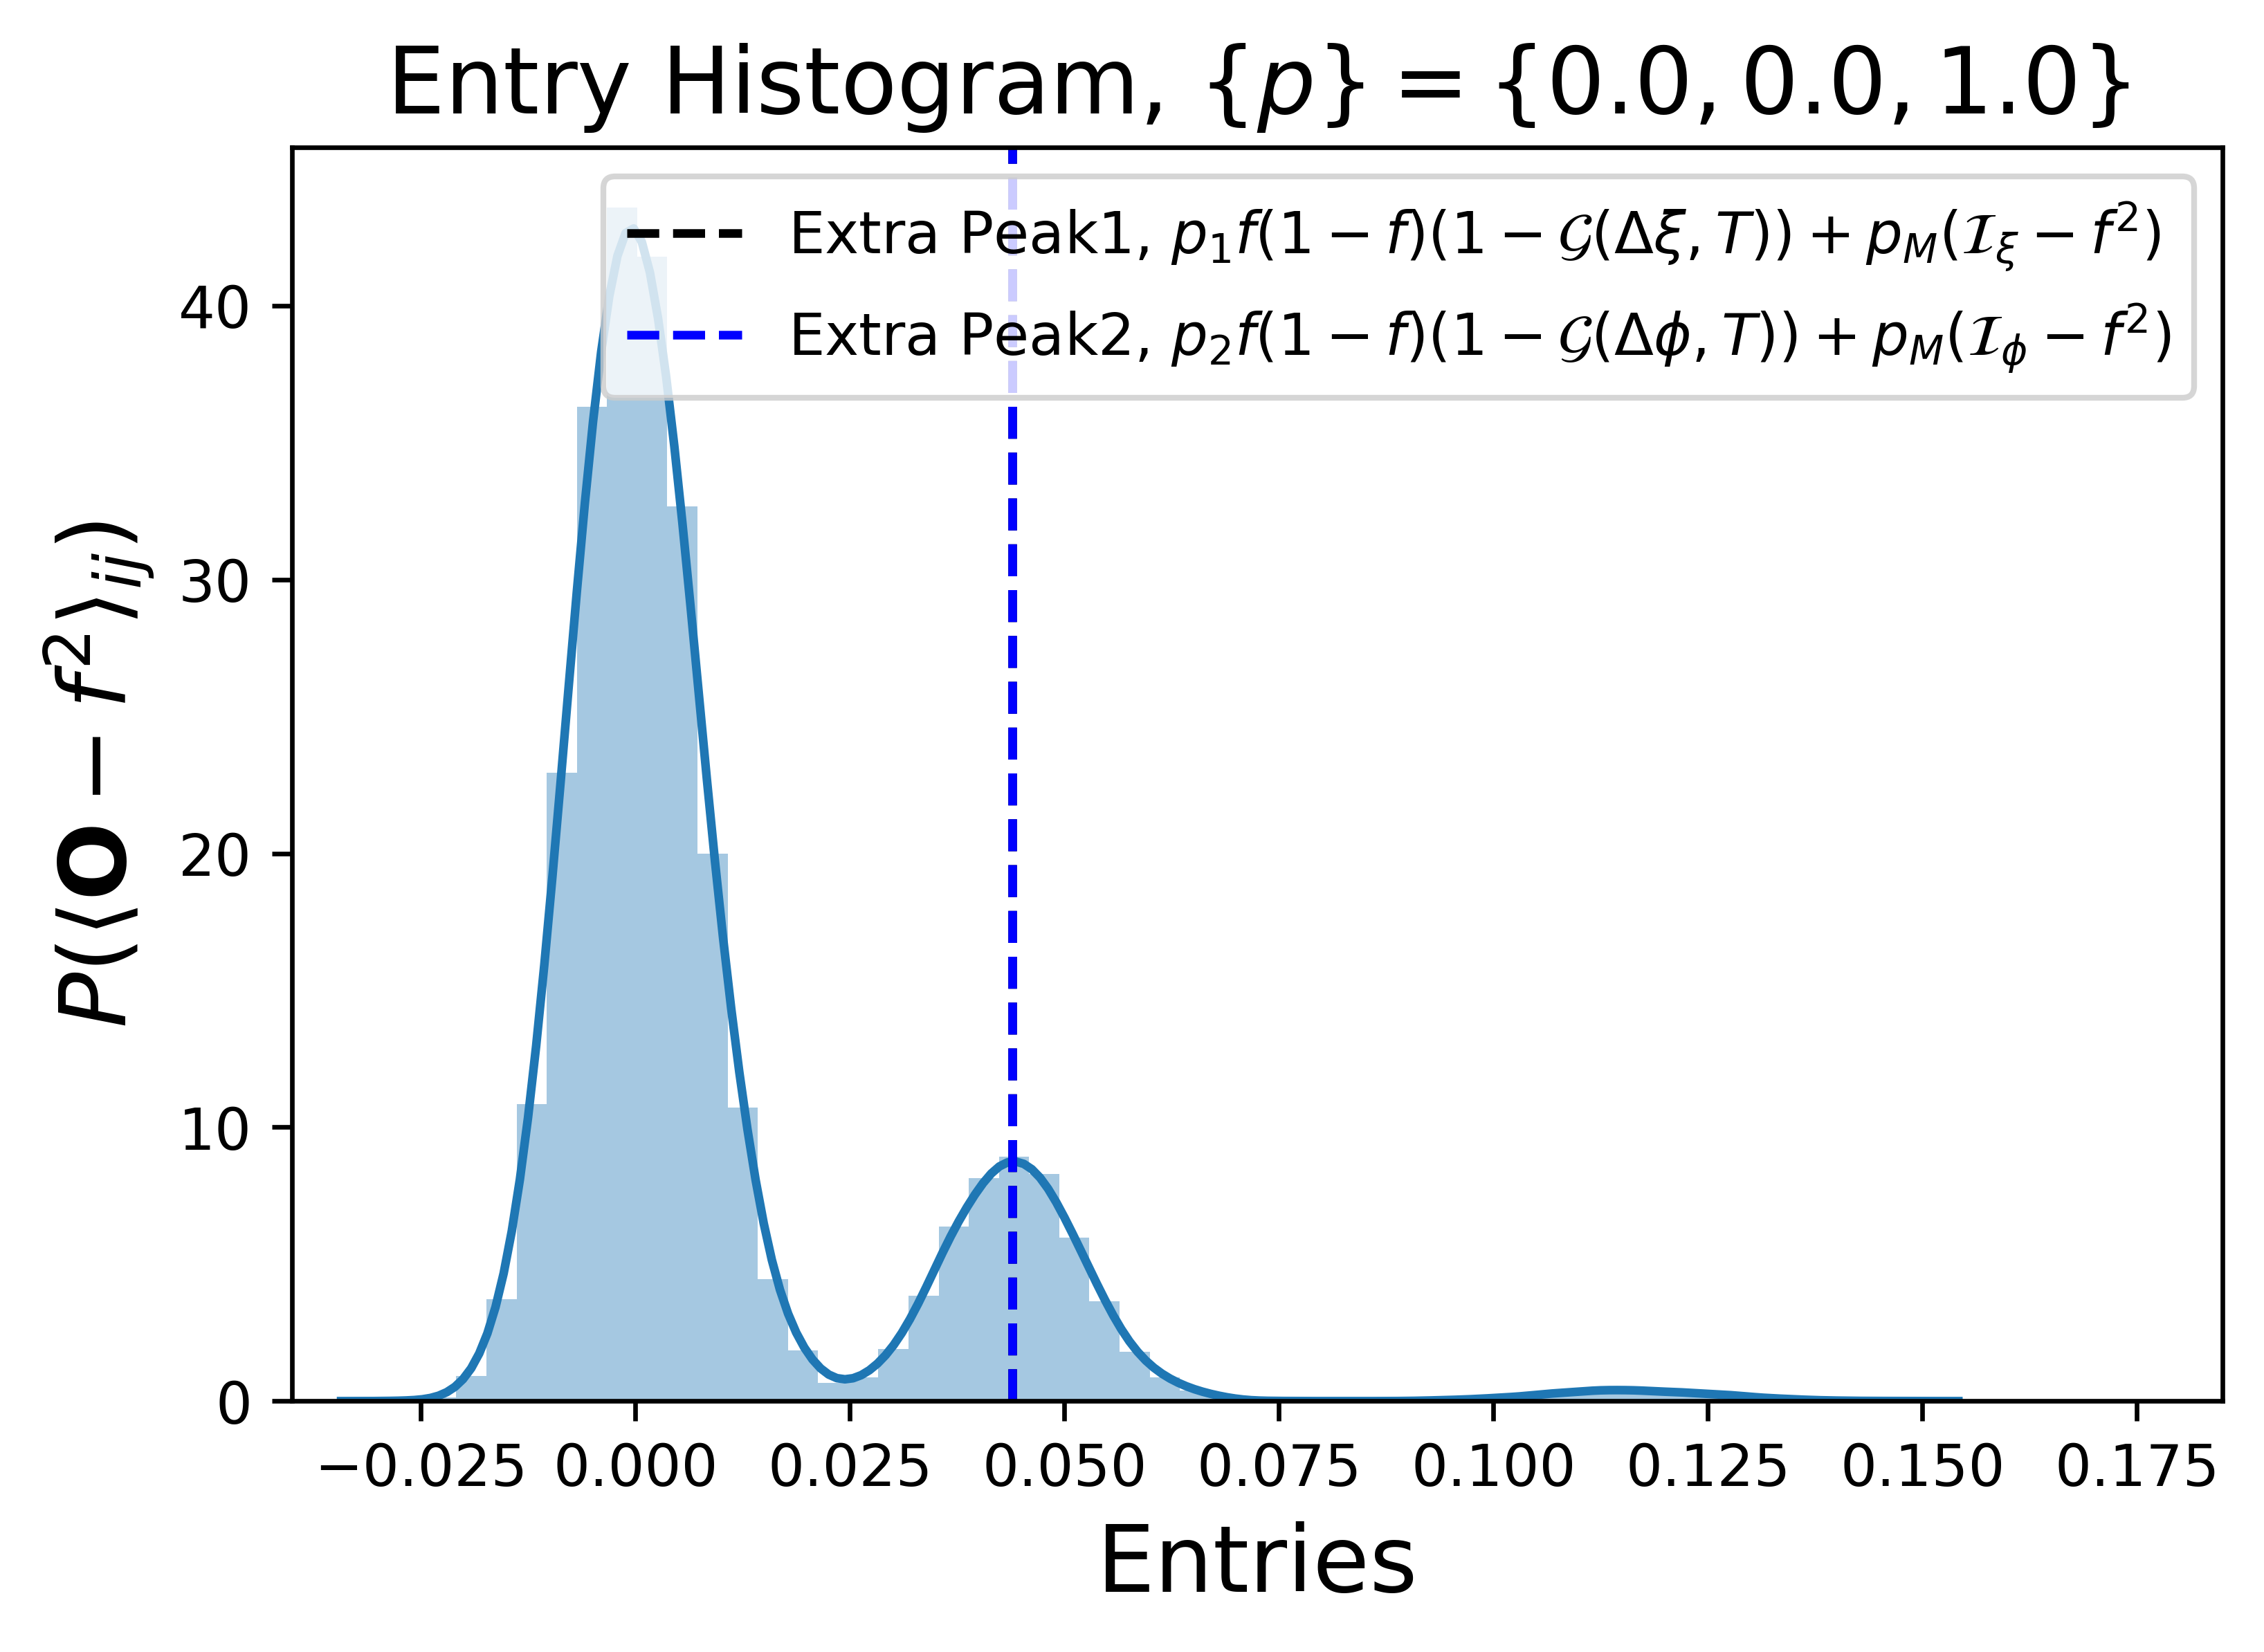 Entry Histogram, {p} = {0.0, 0.0, 1.0}
Extra Peak1, p₁f(1 − f)(1 − 𝒢(Δξ, T)) + p_M(ℐ_ξ − f²)
Extra Peak2, p₂f(1 − f)(1 − 𝒢(Δϕ, T)) + p_M(ℐ_ϕ − f²)
P(⟨𝐎 − f²⟩_ij)
40
30
20
10
0
−0.025 0.000 0.025 0.050 0.075 0.100 0.125 0.150 0.175
Entries